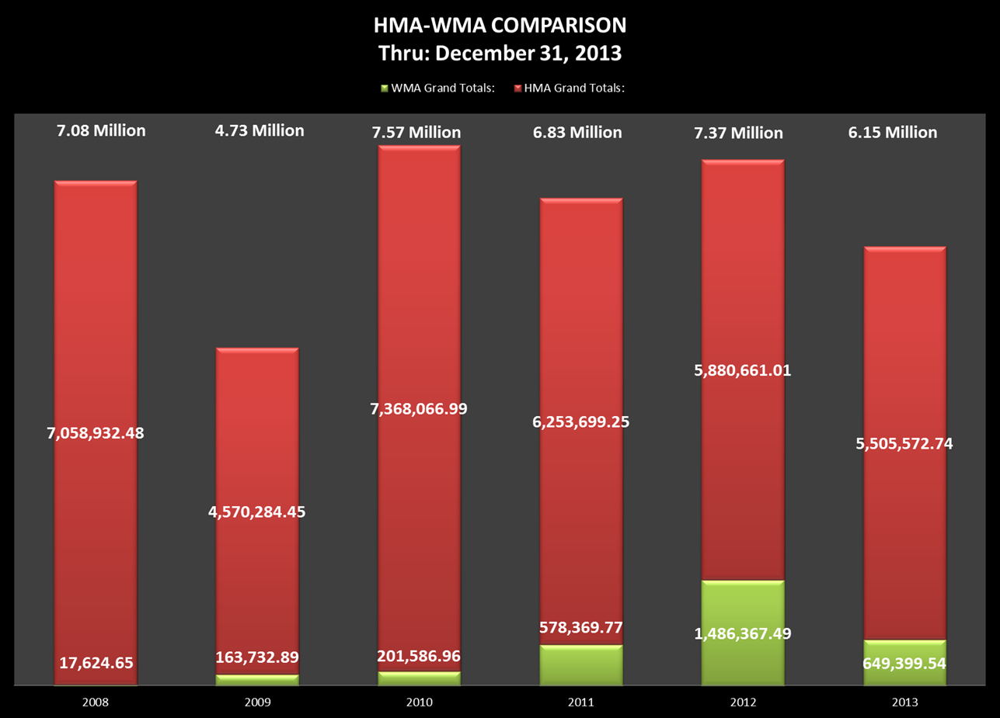 HMA-WMA COMPARISON
Thru: December 31, 2013
WMA Grand Totals: HMA Grand Totals:
7.08 Million 4.73 Million 7.57 Million 6.83 Million 7.37 Million 6.15 Million
5,880,661.01
7,368,066.99
6,253,699.25
7,058,932.48
5,505,572.74
4,570,284.45
578,369.77
1,486,367.49
201,586.96
163,732.89
17,624.65
649,399.54
2008 2009 2010 2011 2012 2013